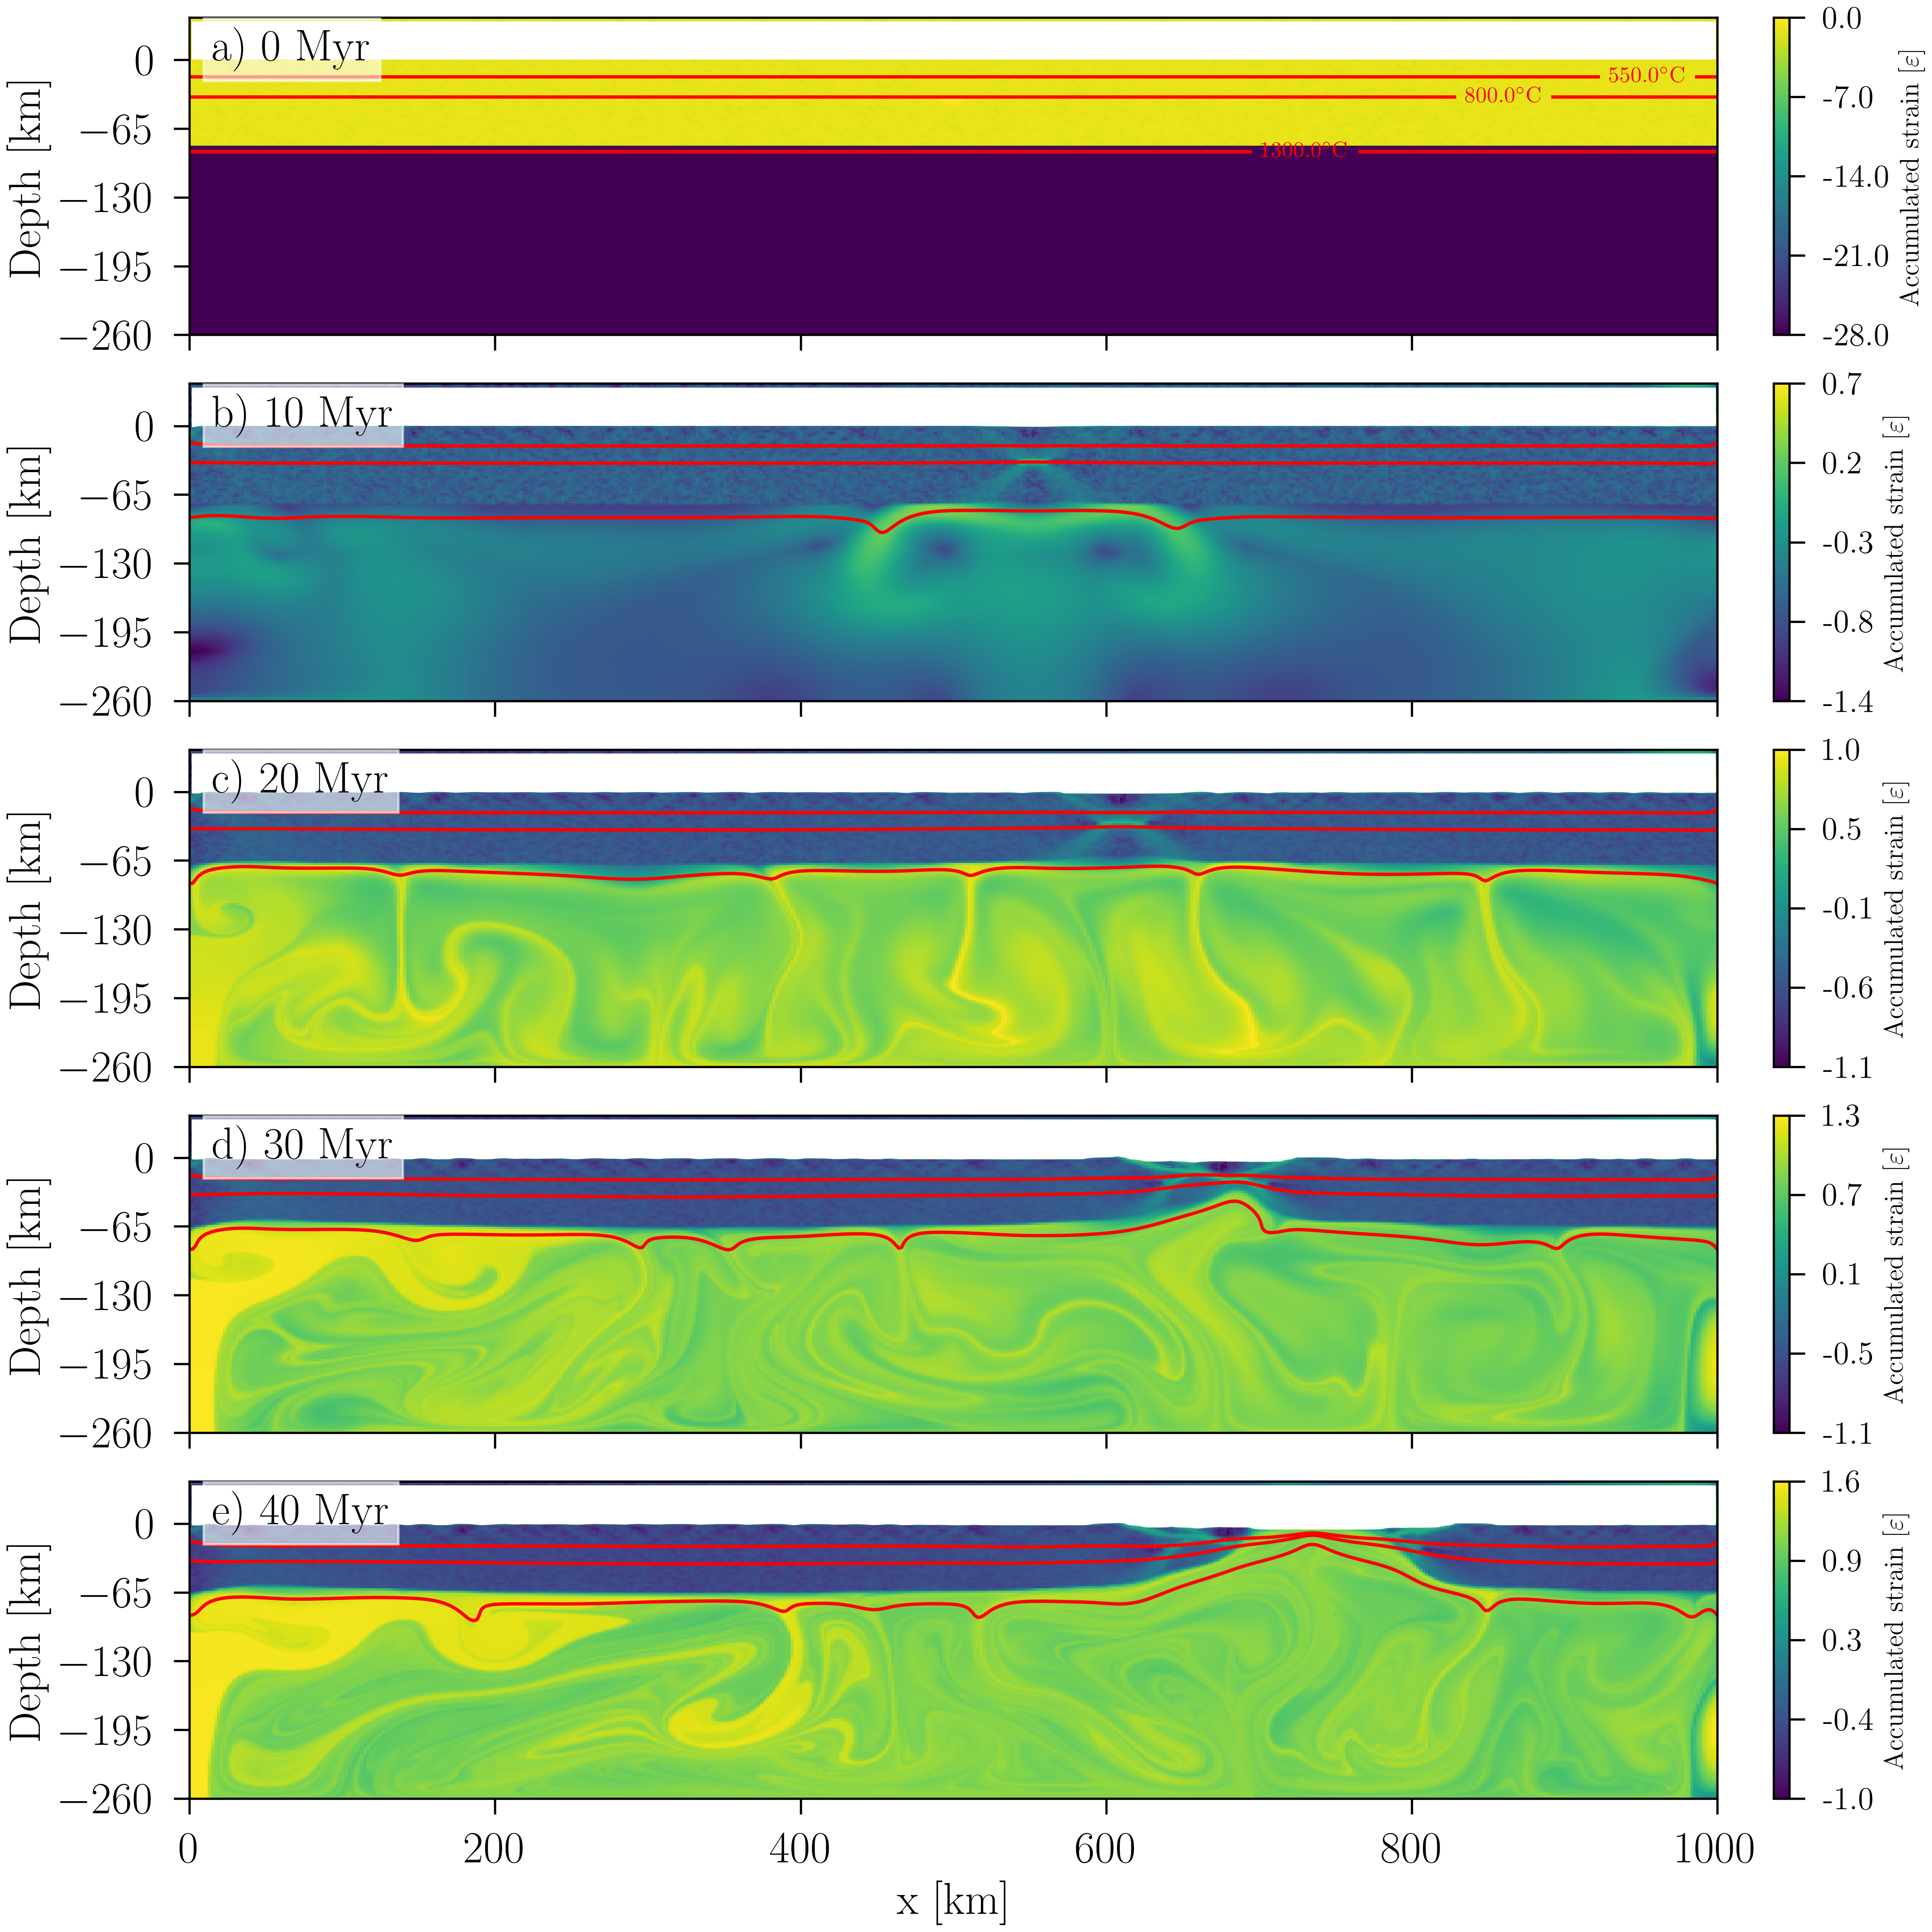 a) 0 Myr
Depth [km]
0
−65
−130
−195
−260
550.0°C
800.0°C
1300.0°C
0.0
-7.0
-14.0
-21.0
-28.0
Accumulated strain [ε]
b) 10 Myr
Depth [km]
0
−65
−130
−195
−260
0.7
0.2
-0.3
-0.8
-1.4
Accumulated strain [ε]
c) 20 Myr
Depth [km]
0
−65
−130
−195
−260
1.0
0.5
-0.1
-0.6
-1.1
Accumulated strain [ε]
d) 30 Myr
Depth [km]
0
−65
−130
−195
−260
1.3
0.7
0.1
-0.5
-1.1
Accumulated strain [ε]
e) 40 Myr
Depth [km]
0
−65
−130
−195
−260
1.6
0.9
0.3
-0.4
-1.0
Accumulated strain [ε]
0 200 400 600 800 1000
x [km]